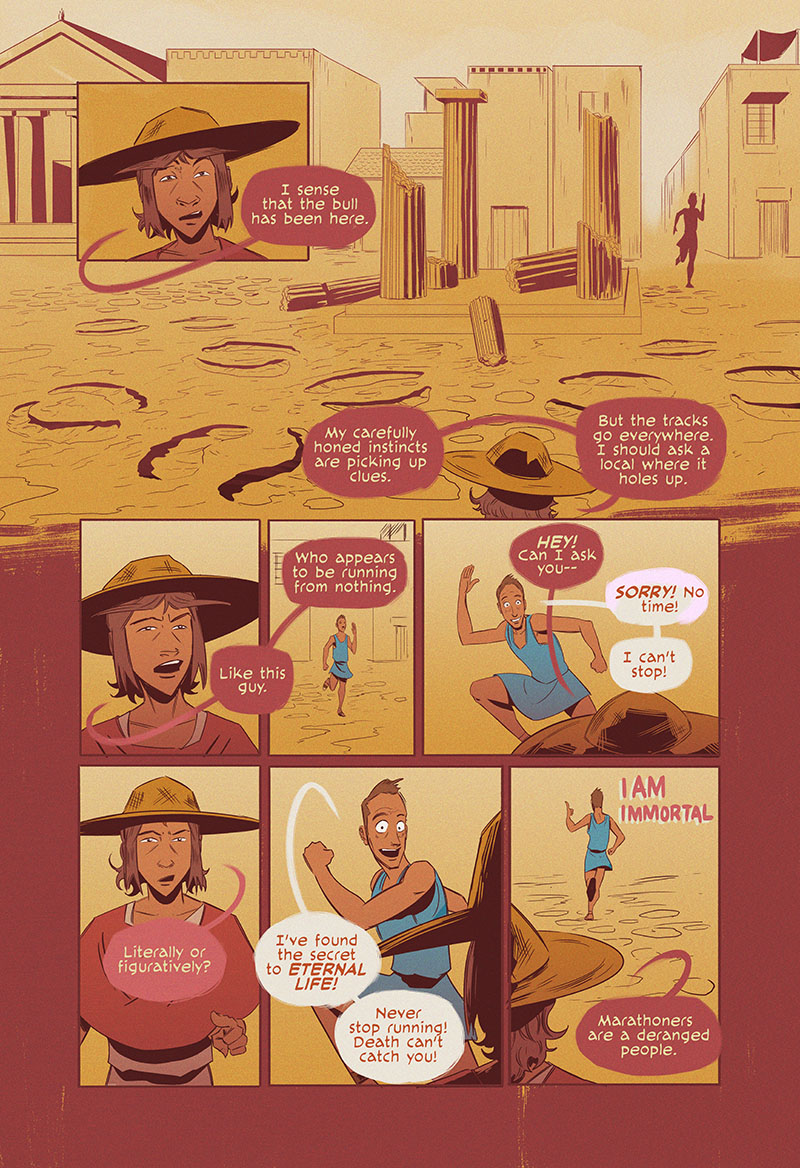 I sense
that the bull
has been here.
My carefully
honed instincts
are picking up
clues.
But the tracks
go everywhere.
I should ask a
local where it
holes up.
Like this
guy.
Who appears
to be running
from nothing.
HEY!
Can I ask
you--
SORRY! No
time!
I can't
stop!
Literally or
figuratively?
I've found
the secret
to ETERNAL
LIFE!
Never
stop running!
Death can't
catch you!
I AM
IMMORTAL
Marathoners
are a deranged
people.